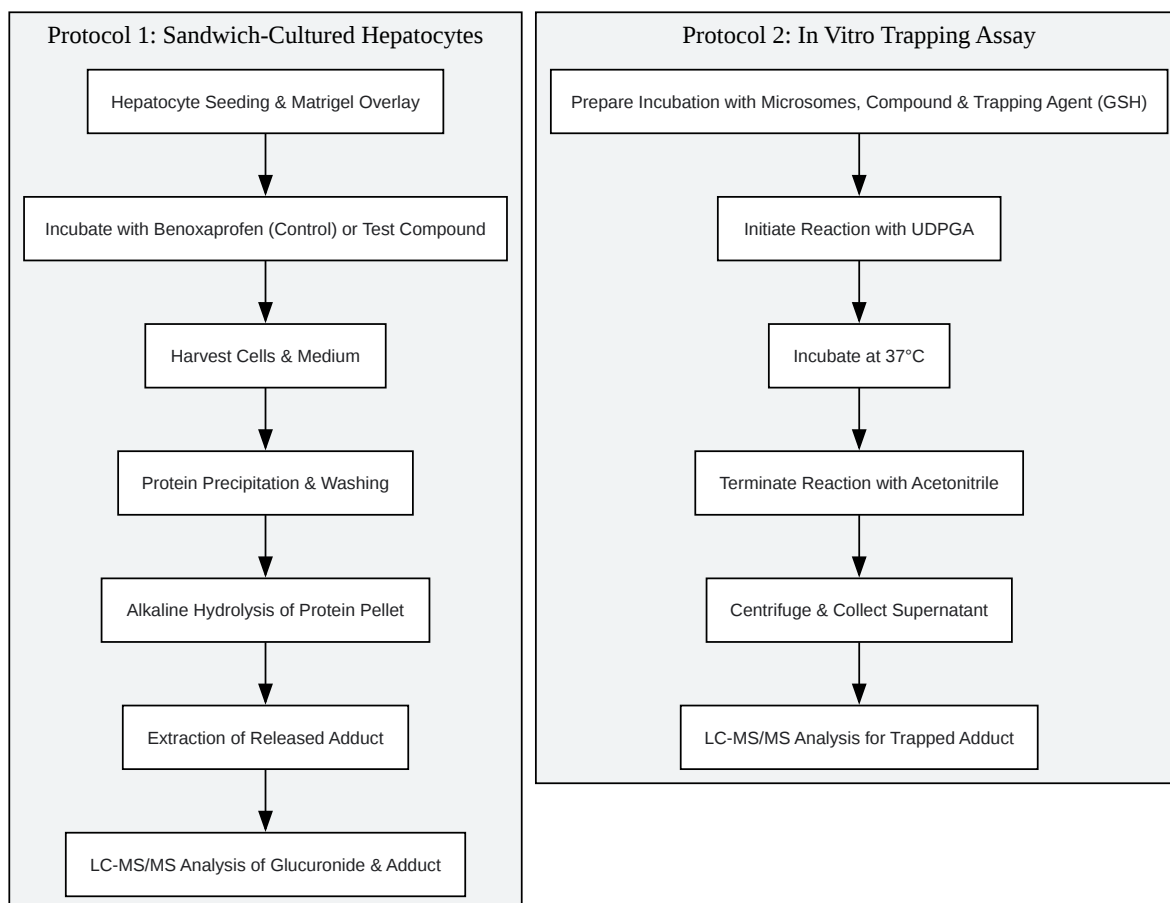 Protocol 1: Sandwich-Cultured Hepatocytes
Hepatocyte Seeding & Matrigel Overlay
Incubate with Benoxaprofen (Control) or Test Compound
Harvest Cells & Medium
Protein Precipitation & Washing
Alkaline Hydrolysis of Protein Pellet
Extraction of Released Adduct
LC-MS/MS Analysis of Glucuronide & Adduct
Protocol 2: In Vitro Trapping Assay
Prepare Incubation with Microsomes, Compound & Trapping Agent (GSH)
Initiate Reaction with UDPGA
Incubate at 37°C
Terminate Reaction with Acetonitrile
Centrifuge & Collect Supernatant
LC-MS/MS Analysis for Trapped Adduct